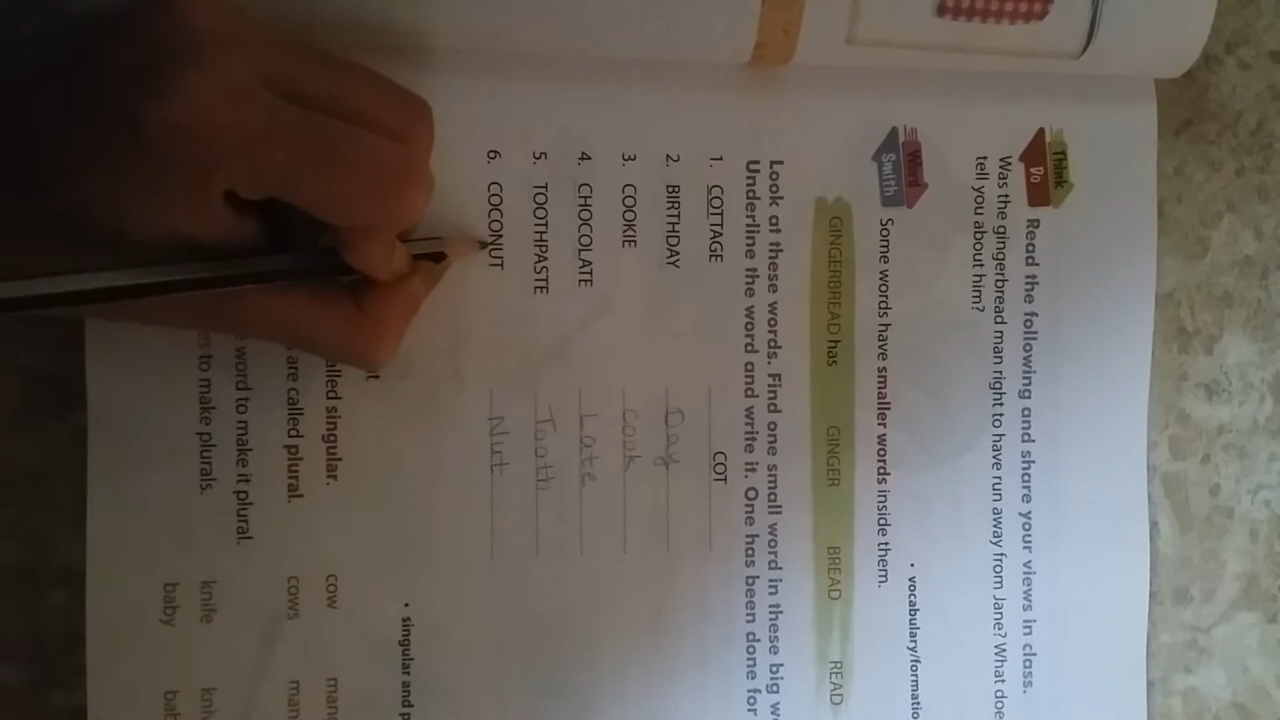 Think
Do
Read the following and share your views in class.
Was the gingerbread man right to have run away from Jane? What
tell you about him?
• vocabulary/formatio
Word
Smith
Some words have smaller words inside them.
GINGERBREAD has GINGER BREAD READ
Look at these words. Find one small word in these big
Underline the word and write it. One has been done for
1. COTTAGE COT
2. BIRTHDAY Day
3. COOKIE Cook
4. CHOCOLATE Late
5. TOOTHPASTE Tooth
6. COCONUT Nut
• singular and p
alled singular. cow man
are called plural. cows men
word to make it plural.
es to make plurals. knife
baby